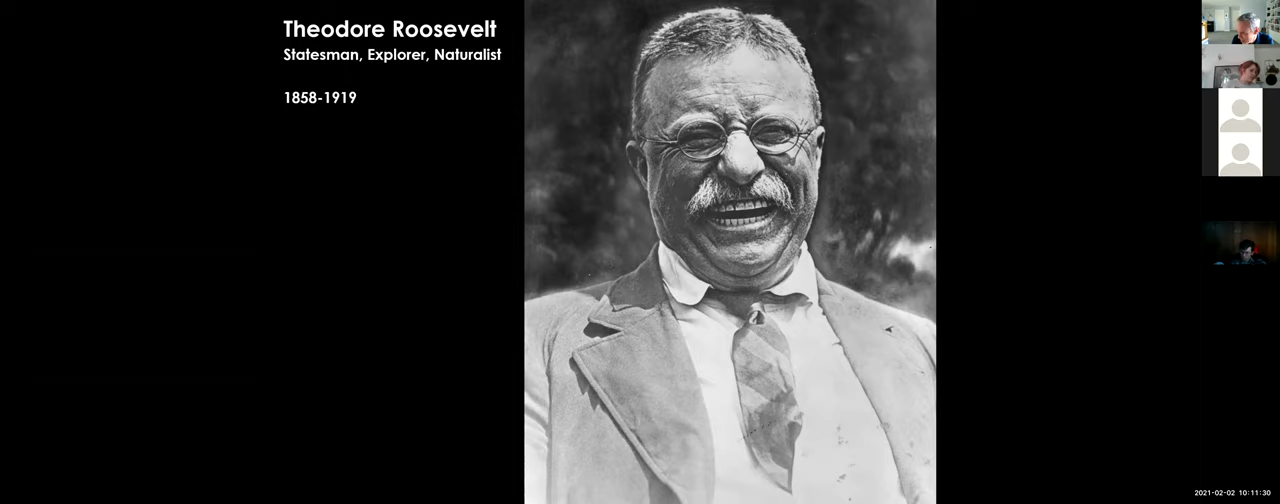 Theodore Roosevelt
Statesman, Explorer, Naturalist
1858-1919
2021-02-02 10:11:30